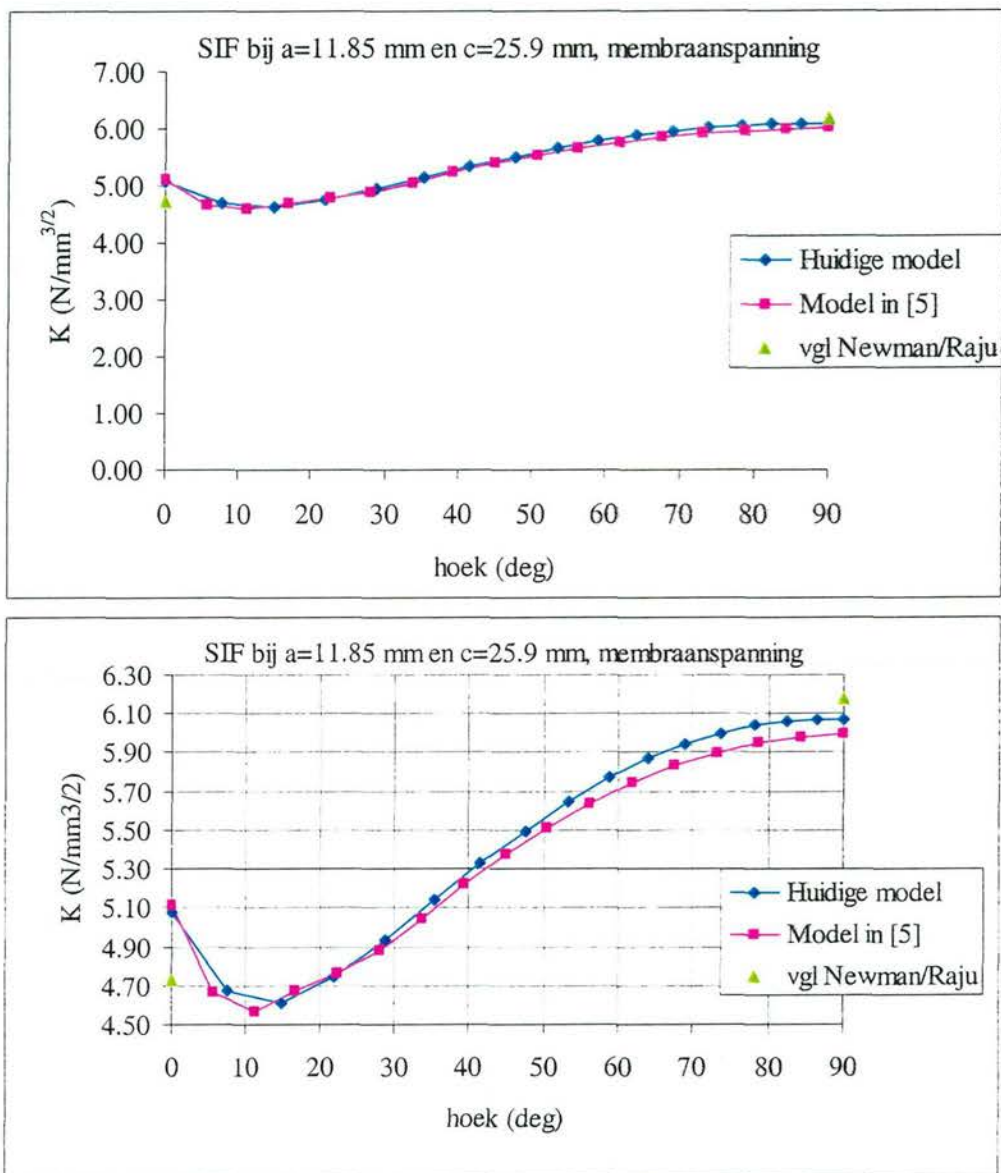 SIF bij a=11.85 mm en c=25.9 mm, membraanspanning
7.00
6.00
5.00
4.00
3.00
2.00
1.00
0.00
K (N/mm^3/2)
0 10 20 30 40 50 60 70 80 90
hoek (deg)
Huidige model
Model in [5]
vgl Newman/Raju
SIF bij a=11.85 mm en c=25.9 mm, membraanspanning
6.30
6.10
5.90
5.70
5.50
5.30
5.10
4.90
4.70
4.50
K (N/mm3/2)
0 10 20 30 40 50 60 70 80 90
hoek (deg)
Huidige model
Model in [5]
vgl Newman/Raju